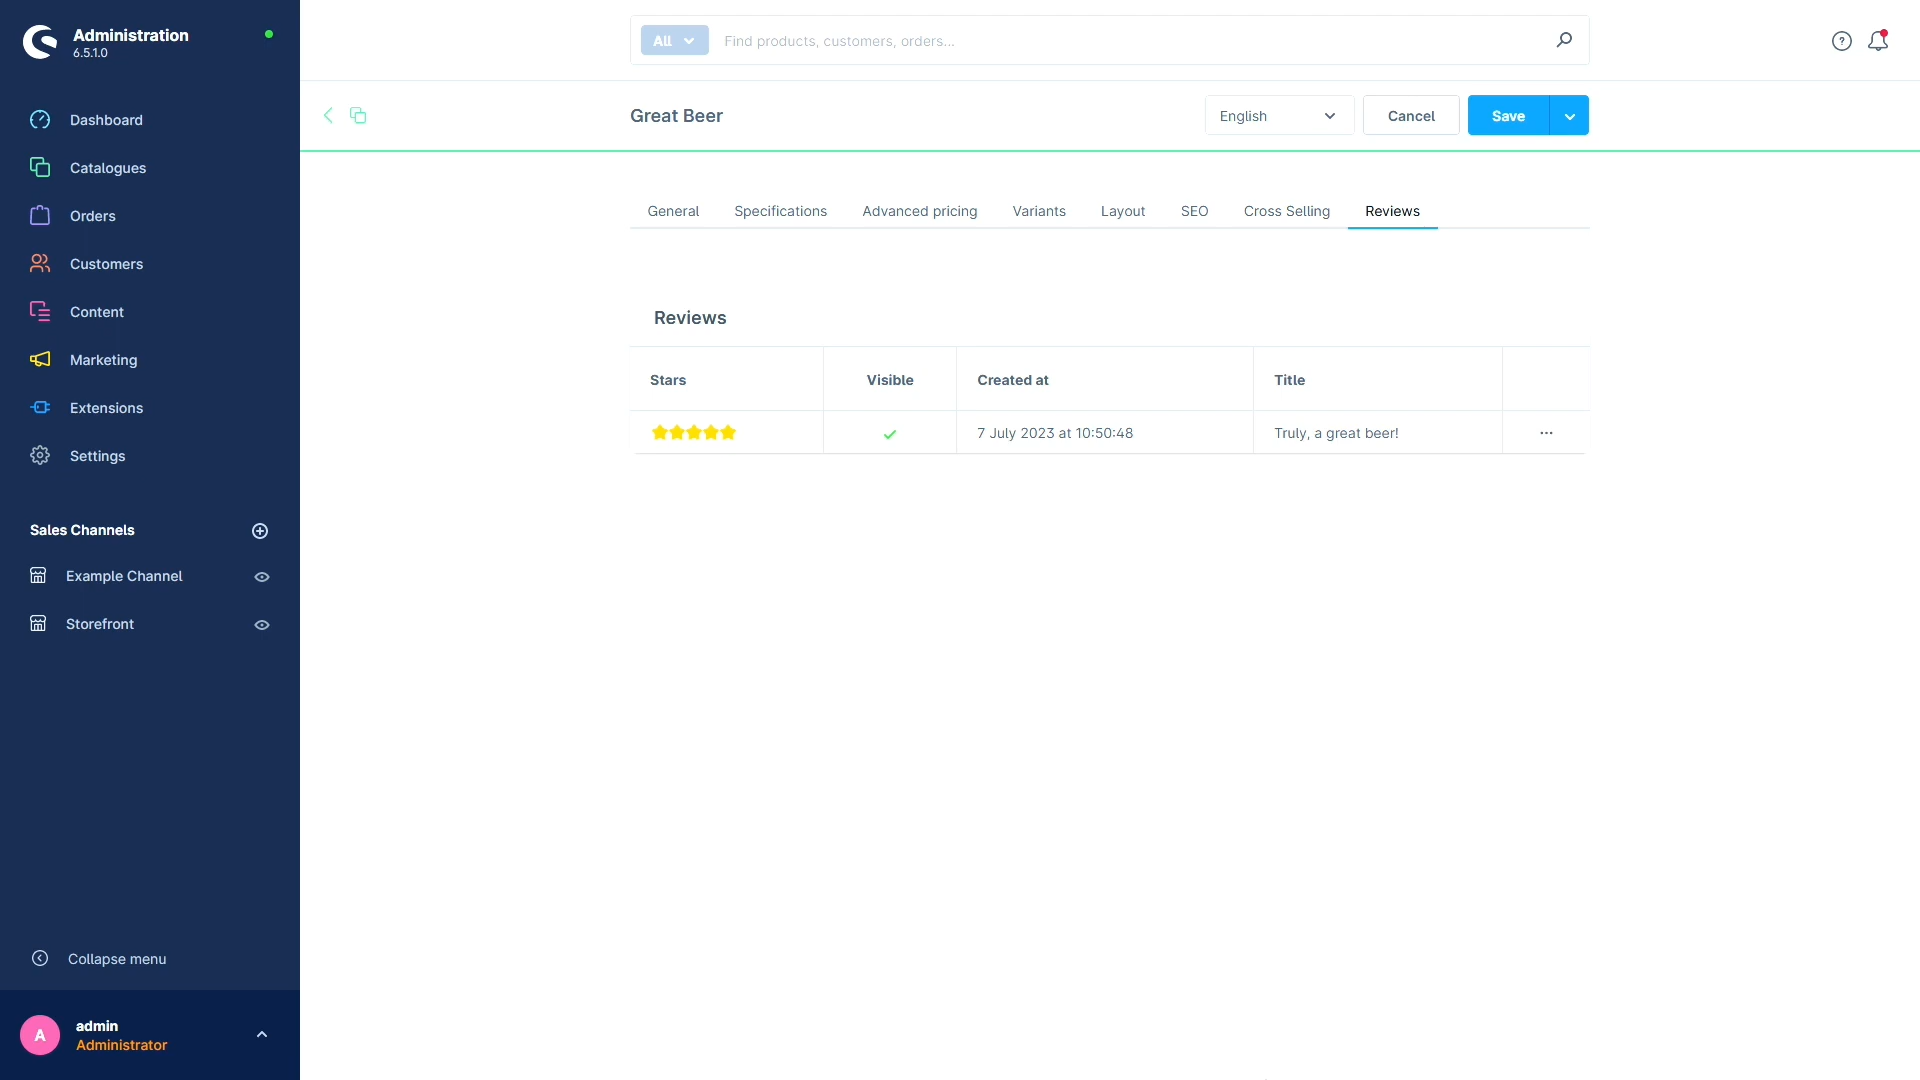 Administration
6.5.1.0
All
Find products, customers, orders...
Great Beer
English
Cancel
Save
Dashboard
Catalogues
Orders
Customers
Content
Marketing
Extensions
Settings
Sales Channels
Example Channel
Storefront
Collapse menu
A
admin
Administrator
General Specifications Advanced pricing Variants Layout SEO Cross Selling Reviews
Reviews
Stars Visible Created at Title
7 July 2023 at 10:50:48 Truly, a great beer!